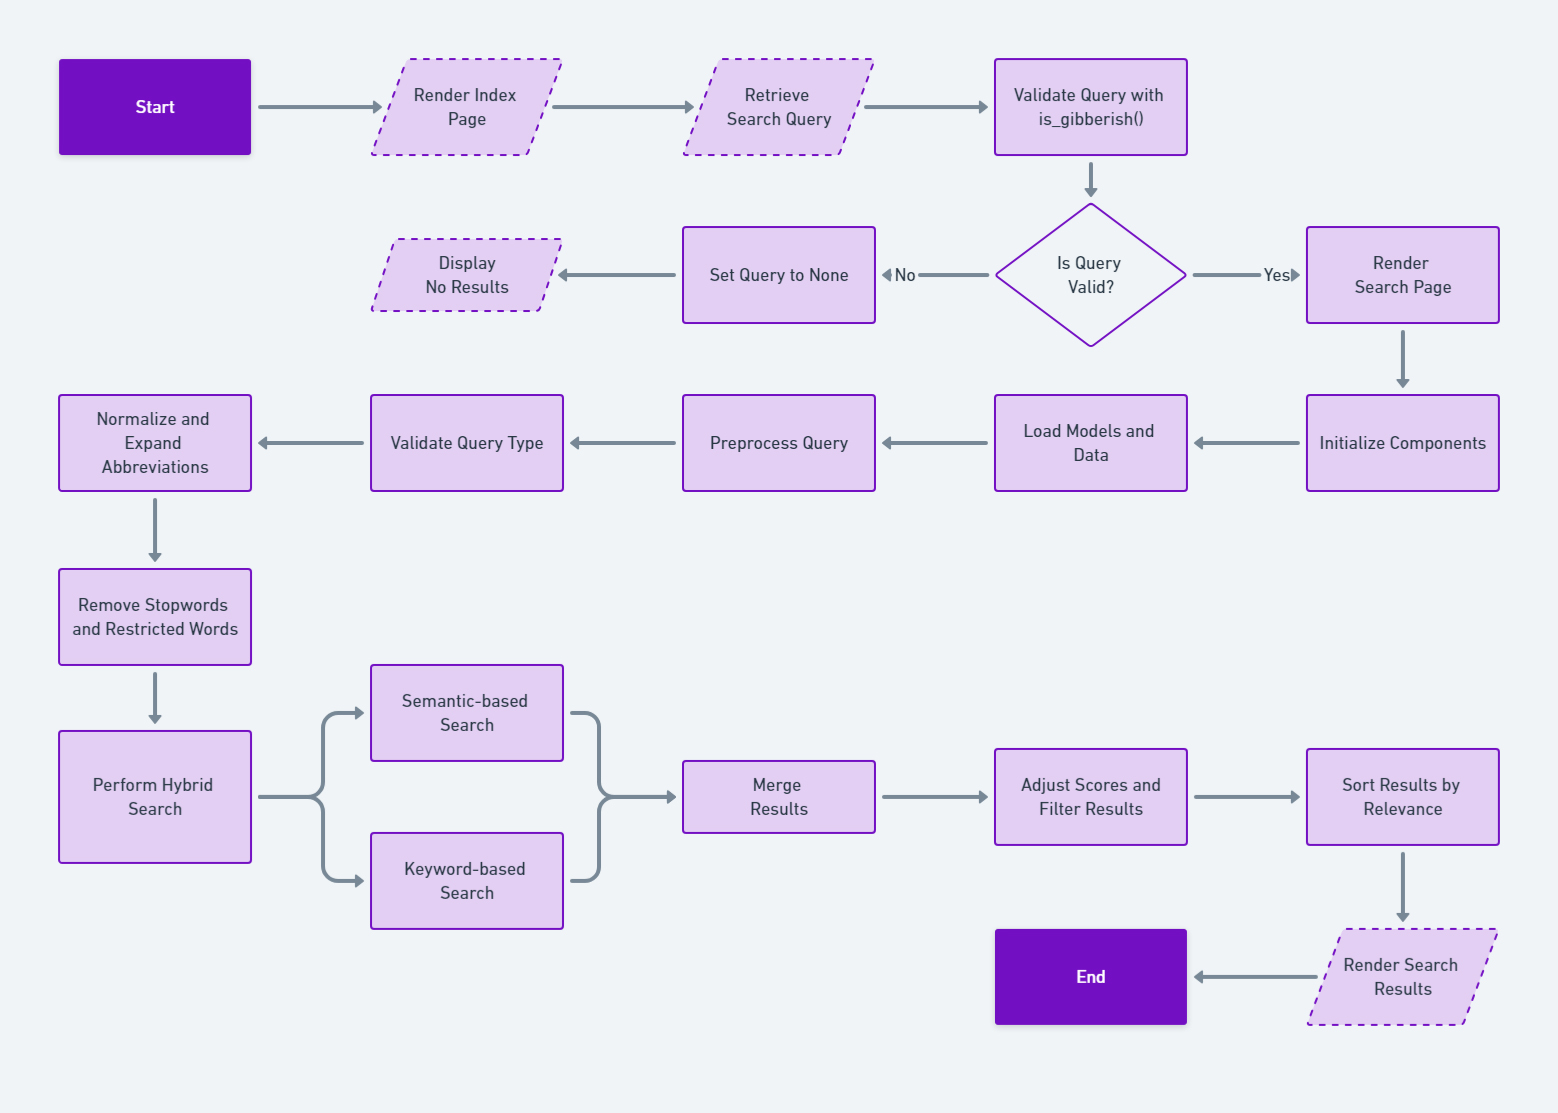 Start
Render Index
Page
Retrieve
Search Query
Validate Query with
is_gibberish()
Display
No Results
Set Query to None
No
Is Query
Valid?
Yes
Render
Search Page
Normalize and
Expand
Abbreviations
Validate Query Type
Preprocess Query
Load Models and
Data
Initialize Components
Remove Stopwords
and Restricted Words
Perform Hybrid
Search
Semantic-based
Search
Keyword-based
Search
Merge
Results
Adjust Scores and
Filter Results
Sort Results by
Relevance
End
Render Search
Results